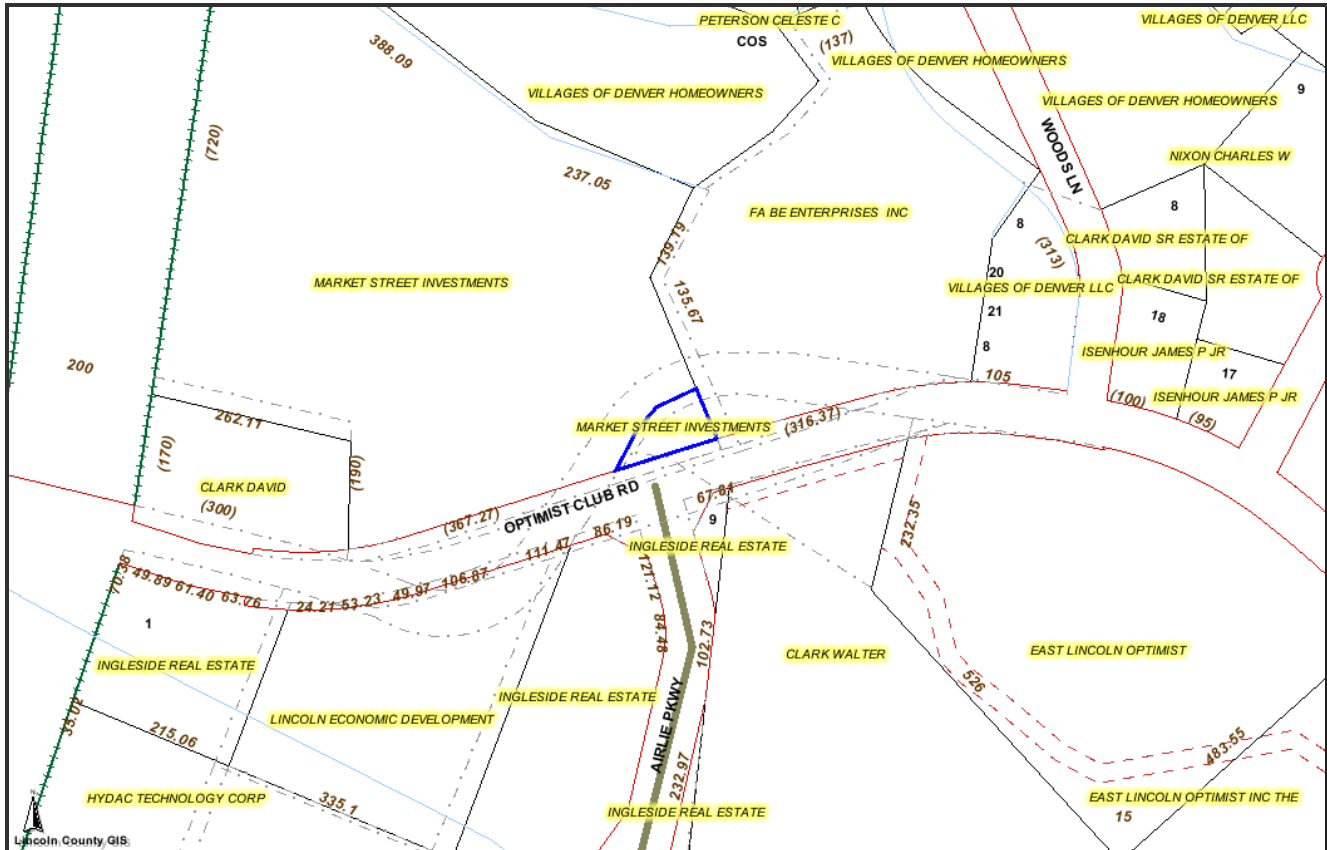 PETERSON CELESTE C
VILLAGES OF DENVER LLC
COS
(137)
388.09
VILLAGES OF DENVER HOMEOWNERS
VILLAGES OF DENVER HOMEOWNERS
9
VILLAGES OF DENVER HOMEOWNERS
(720)
WOODS LN
NIXON CHARLES W
237.05
8
FA BE ENTERPRISES INC
8
139.19
(313)
CLARK DAVID SR ESTATE OF
20
MARKET STREET INVESTMENTS
VILLAGES OF DENVER LLC
CLARK DAVID SR ESTATE OF
135.67
21
18
8
ISENHOUR JAMES P JR
200
105
17
(100)
ISENHOUR JAMES P JR
262.11
MARKET STREET INVESTMENTS
(316.37)
(95)
(170)
(190)
CLARK DAVID
(300)
OPTIMIST CLUB RD
67.81
(367.27)
9
86.19
232.35
INGLESIDE REAL ESTATE
111.47
70.38
49.89
61.40
63.76
24.21
53.23
49.97
106.87
121.12
1
84.48
102.73
CLARK WALTER
EAST LINCOLN OPTIMIST
INGLESIDE REAL ESTATE
526
INGLESIDE REAL ESTATE
35.02
LINCOLN ECONOMIC DEVELOPMENT
AIRLIE PKWY
215.06
483.55
232.97
HYDAC TECHNOLOGY CORP
335.1
EAST LINCOLN OPTIMIST INC THE
INGLESIDE REAL ESTATE
15
N
Lincoln County GIS